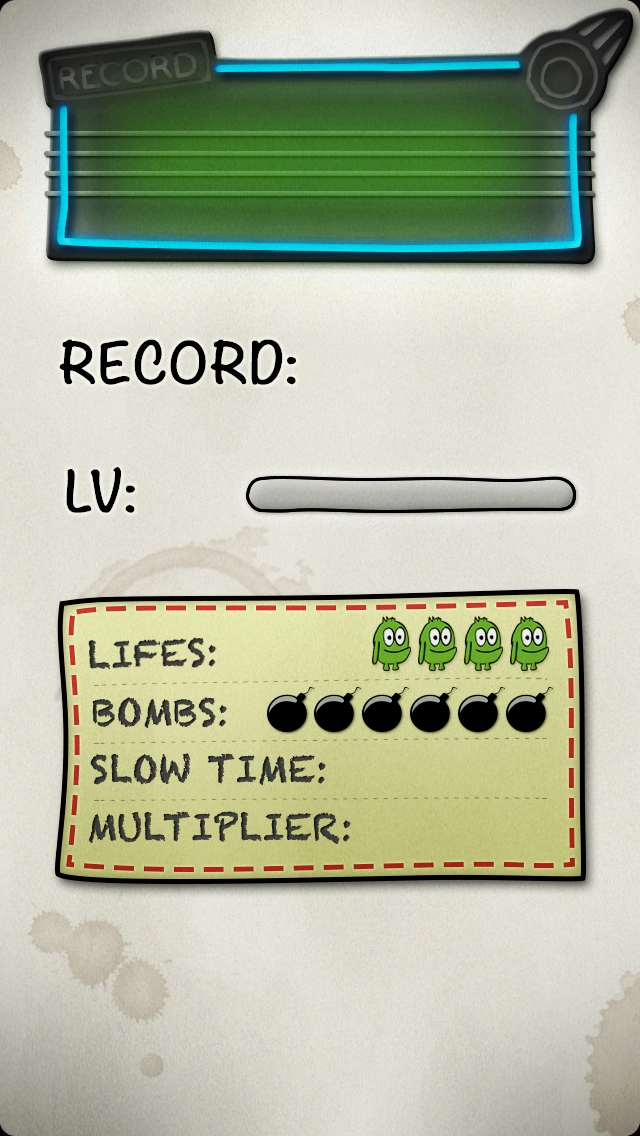 RECORD
RECORD:
LV:
LIFES:
BOMBS:
SLOW TIME:
MULTIPLIER: